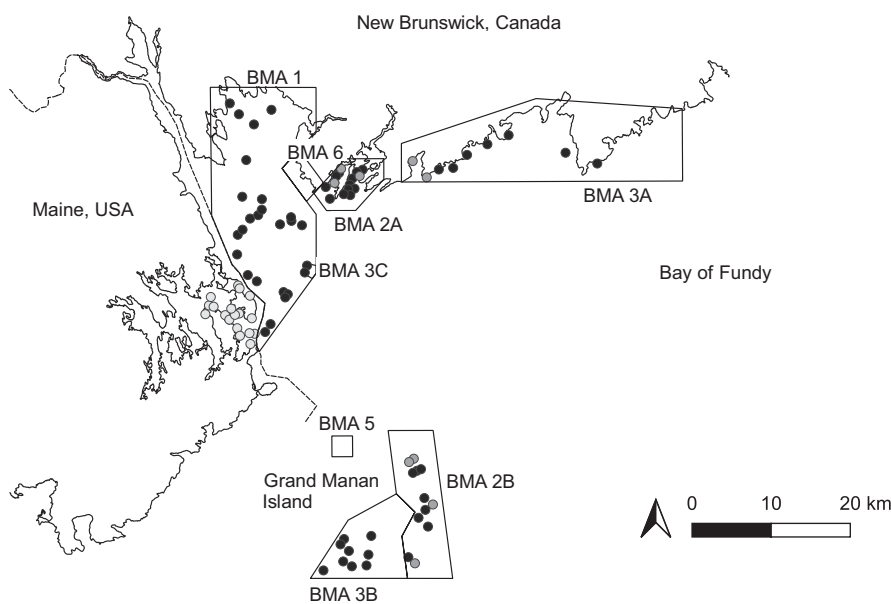 New Brunswick, Canada
BMA 1
BMA 6
BMA 3A
Maine, USA
BMA 2A
BMA 3C
Bay of Fundy
BMA 5
Grand Manan
Island
BMA 2B
0 10 20 km
BMA 3B